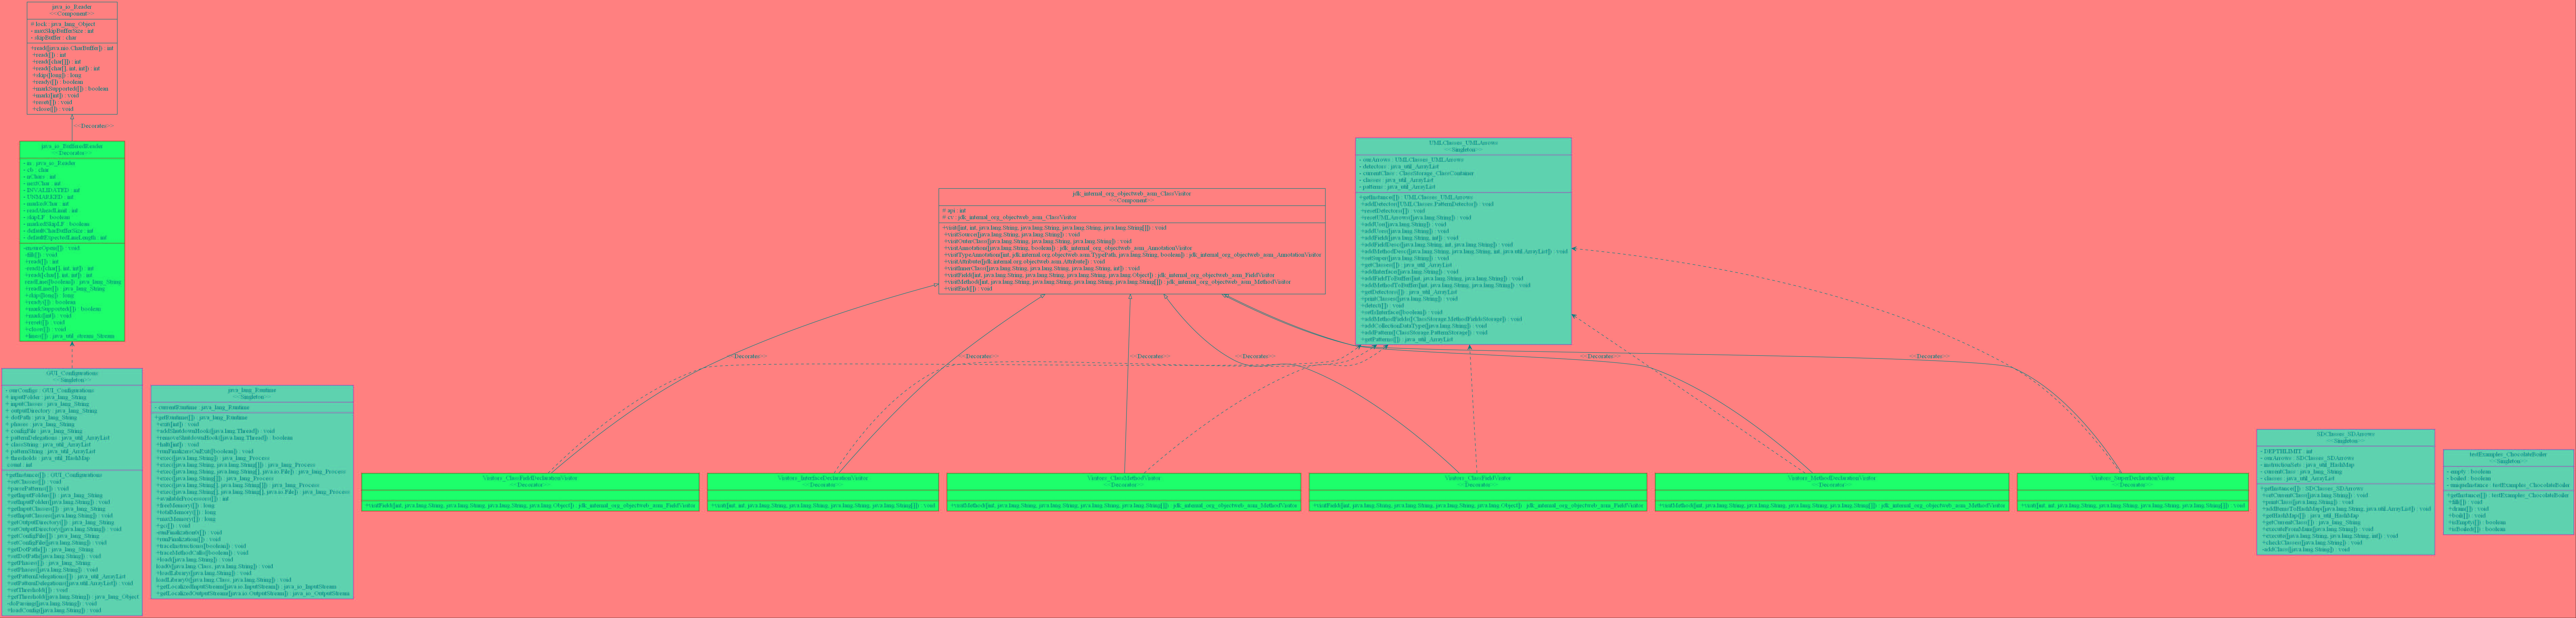 java_io_Reader
<<Component>>
# lock : java_lang_Object
- maxSkipBufferSize : int
- skipBuffer : char
+read([java.nio.CharBuffer]) : int
+read([]) : int
+read([char[]]) : int
+read([char[], int, int]) : int
+skip([long]) : long
+ready([]) : boolean
+markSupported([]) : boolean
+mark([int]) : void
+reset([]) : void
+close([]) : void
<<Decorates>>
java_io_BufferedReader
<<Decorator>>
- in : java_io_Reader
- cb : char
- nChars : int
- nextChar : int
- INVALIDATED : int
- UNMARKED : int
- markedChar : int
- readAheadLimit : int
- skipLF : boolean
- markedSkipLF : boolean
- defaultCharBufferSize : int
- defaultExpectedLineLength : int
-ensureOpen([]) : void
-fill([]) : void
+read([]) : int
-read1([char[], int, int]) : int
+read([char[], int, int]) : int
readLine([boolean]) : java_lang_String
+readLine([]) : java_lang_String
+skip([long]) : long
+ready([]) : boolean
+markSupported([]) : boolean
+mark([int]) : void
+reset([]) : void
+close([]) : void
+lines([]) : java_util_stream_Stream
GUI_Configurations
<<Singleton>>
- ourConfigs : GUI_Configurations
+ inputFolder : java_lang_String
+ inputClasses : java_lang_String
+ outputDirectory : java_lang_String
+ dotPath : java_lang_String
+ phases : java_lang_String
+ configFile : java_lang_String
+ patternDelegations : java_util_ArrayList
+ classString : java_util_ArrayList
+ patternString : java_util_ArrayList
+ thresholds : java_util_HashMap
count : int
+getInstance([]) : GUI_Configurations
+setClasses([]) : void
+parsePatterns([]) : void
+getInputFolder([]) : java_lang_String
+setInputFolder([java.lang.String]) : void
+getInputClasses([]) : java_lang_String
+setInputClasses([java.lang.String]) : void
+getOutputDirectory([]) : java_lang_String
+setOutputDirectory([java.lang.String]) : void
+getConfigFile([]) : java_lang_String
+setConfigFile([java.lang.String]) : void
+getDotPath([]) : java_lang_String
+setDotPath([java.lang.String]) : void
+getPhases([]) : java_lang_String
+setPhases([java.lang.String]) : void
+getPatternDelegations([]) : java_util_ArrayList
+setPatternDelegations([java.util.ArrayList]) : void
+setThreshold([]) : void
+getThreshold([java.lang.String]) : java_lang_Object
-doParsing([java.lang.String]) : void
+loadConfig([java.lang.String]) : void
java_lang_Runtime
<<Singleton>>
- currentRuntime : java_lang_Runtime
+getRuntime([]) : java_lang_Runtime
+exit([int]) : void
+addShutdownHook([java.lang.Thread]) : void
+removeShutdownHook([java.lang.Thread]) : boolean
+halt([int]) : void
+runFinalizersOnExit([boolean]) : void
+exec([java.lang.String]) : java_lang_Process
+exec([java.lang.String, java.lang.String[]]) : java_lang_Process
+exec([java.lang.String, java.lang.String[], java.io.File]) : java_lang_Process
+exec([java.lang.String[]]) : java_lang_Process
+exec([java.lang.String[], java.lang.String[]]) : java_lang_Process
+exec([java.lang.String[], java.lang.String[], java.io.File]) : java_lang_Process
+availableProcessors([]) : int
+freeMemory([]) : long
+totalMemory([]) : long
+maxMemory([]) : long
+gc([]) : void
-runFinalization0([]) : void
+runFinalization([]) : void
+traceInstructions([boolean]) : void
+traceMethodCalls([boolean]) : void
+load([java.lang.String]) : void
load0([java.lang.Class, java.lang.String]) : void
+loadLibrary([java.lang.String]) : void
loadLibrary0([java.lang.Class, java.lang.String]) : void
+getLocalizedInputStream([java.io.InputStream]) : java_io_InputStream
+getLocalizedOutputStream([java.io.OutputStream]) : java_io_OutputStream
jdk_internal_org_objectweb_asm_ClassVisitor
<<Component>>
# api : int
# cv : jdk_internal_org_objectweb_asm_ClassVisitor
+visit([int, int, java.lang.String, java.lang.String, java.lang.String, java.lang.String[]]) : void
+visitSource([java.lang.String, java.lang.String]) : void
+visitOuterClass([java.lang.String, java.lang.String, java.lang.String]) : void
+visitAnnotation([java.lang.String, boolean]) : jdk_internal_org_objectweb_asm_AnnotationVisitor
+visitTypeAnnotation([int, jdk.internal.org.objectweb.asm.TypePath, java.lang.String, boolean]) : jdk_internal_org_objectweb_asm_AnnotationVisitor
+visitAttribute([jdk.internal.org.objectweb.asm.Attribute]) : void
+visitInnerClass([java.lang.String, java.lang.String, java.lang.String, int]) : void
+visitField([int, java.lang.String, java.lang.String, java.lang.String, java.lang.Object]) : jdk_internal_org_objectweb_asm_FieldVisitor
+visitMethod([int, java.lang.String, java.lang.String, java.lang.String, java.lang.String[]]) : jdk_internal_org_objectweb_asm_MethodVisitor
+visitEnd([]) : void
UMLClasses_UMLArrows
<<Singleton>>
- ourArrows : UMLClasses_UMLArrows
- detectors : java_util_ArrayList
- currentClass : ClassStorage_ClassContainer
- classes : java_util_ArrayList
- patterns : java_util_ArrayList
+getInstance([]) : UMLClasses_UMLArrows
+addDetector([UMLClasses.PatternDetector]) : void
+resetDetectors([]) : void
+resetUMLArrows([java.lang.String]) : void
+addUse([java.lang.String]) : void
+addUses([java.lang.String]) : void
+addField([java.lang.String, int]) : void
+addFieldName([java.lang.String, int, java.lang.String]) : void
+addMethodName([java.lang.String, java.lang.String, int, java.util.ArrayList]) : void
+setSuper([java.lang.String]) : void
+getClasses([]) : java_util_ArrayList
+addInterface([java.lang.String]) : void
+addFieldToBuffer([int, java.lang.String, java.lang.String]) : void
+addMethodToBuffer([int, java.lang.String, java.lang.String]) : void
+getDetectors([]) : java_util_ArrayList
+printClasses([java.lang.String]) : void
+detect([]) : void
+setIsInterface([boolean]) : void
+addMethodFields([ClassStorage.MethodFieldsStorage]) : void
+addCollectionDataType([java.lang.String]) : void
+addPattern([ClassStorage.PatternStorage]) : void
+getPatterns([]) : java_util_ArrayList
<<Decorates>>
<<Decorates>>
<<Decorates>>
<<Decorates>>
<<Decorates>>
<<Decorates>>
Visitors_ClassFieldDeclarationVisitor
<<Decorator>>
+visitField([int, java.lang.String, java.lang.String, java.lang.String, java.lang.Object]) : jdk_internal_org_objectweb_asm_FieldVisitor
Visitors_InterfaceDeclarationVisitor
<<Decorator>>
+visit([int, int, java.lang.String, java.lang.String, java.lang.String, java.lang.String[]]) : void
Visitors_ClassMethodVisitor
<<Decorator>>
+visitMethod([int, java.lang.String, java.lang.String, java.lang.String, java.lang.String[]]) : jdk_internal_org_objectweb_asm_MethodVisitor
Visitors_ClassFieldVisitor
<<Decorator>>
+visitField([int, java.lang.String, java.lang.String, java.lang.String, java.lang.Object]) : jdk_internal_org_objectweb_asm_FieldVisitor
Visitors_MethodDeclarationVisitor
<<Decorator>>
+visitMethod([int, java.lang.String, java.lang.String, java.lang.String, java.lang.String[]]) : jdk_internal_org_objectweb_asm_MethodVisitor
Visitors_SuperDeclarationVisitor
<<Decorator>>
+visit([int, int, java.lang.String, java.lang.String, java.lang.String, java.lang.String[]]) : void
SDClasses_SDArrows
<<Singleton>>
- DEPTHLIMIT : int
- ourArrows : SDClasses_SDArrows
- instructionSets : java_util_HashMap
- currentClass : java_lang_String
- classes : java_util_ArrayList
+getInstance([]) : SDClasses_SDArrows
+setCurrentClass([java.lang.String]) : void
+printClass([java.lang.String]) : void
+addItemsToHashMap([java.lang.String, java.util.ArrayList]) : void
+getHashMap([]) : java_util_HashMap
+getCurrentClass([]) : java_lang_String
+executeFromMain([java.lang.String]) : void
+execute([java.lang.String, java.lang.String, int]) : void
+checkClasses([java.lang.String]) : void
-addClass([java.lang.String]) : void
testExamples_ChocolateBoiler
<<Singleton>>
- empty : boolean
- boiled : boolean
- uniqueInstance : testExamples_ChocolateBoiler
+getInstance([]) : testExamples_ChocolateBoiler
+fill([]) : void
+drain([]) : void
+boil([]) : void
+isEmpty([]) : boolean
+isBoiled([]) : boolean